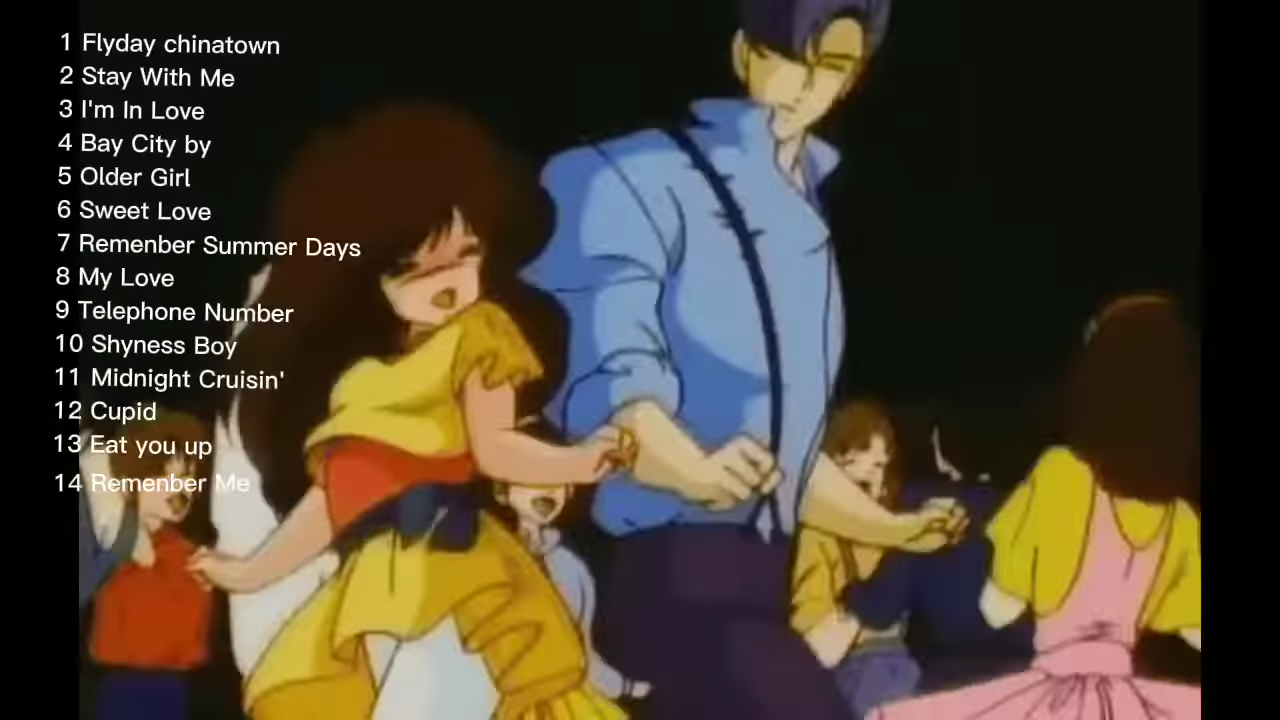 1 Flyday chinatown
2 Stay With Me
3 I'm In Love
4 Bay City by
5 Older Girl
6 Sweet Love
7 Remenber Summer Days
8 My Love
9 Telephone Number
10 Shyness Boy
11 Midnight Cruisin'
12 Cupid
13 Eat you up
14 Remenber Me